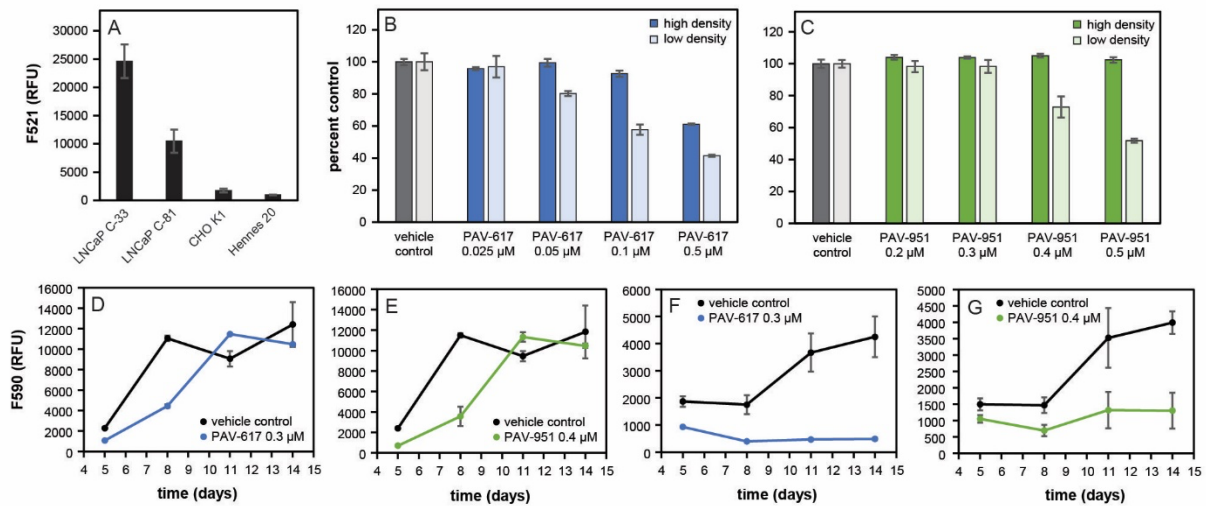 A
F521 (RFU)
30000
25000
20000
15000
10000
5000
0
LNCaP C-33
LNCaP C-81
CHO K1
Hennes 20
B
high density
low density
percent control
120
100
80
60
40
20
0
vehicle control
PAV-617 0.025 µM
PAV-617 0.05 µM
PAV-617 0.1 µM
PAV-617 0.5 µM
C
high density
low density
120
100
80
60
40
20
0
vehicle control
PAV-951 0.2 µM
PAV-951 0.3 µM
PAV-951 0.4 µM
PAV-951 0.5 µM
D
F590 (RFU)
16000
14000
12000
10000
8000
6000
4000
2000
0
vehicle control
PAV-617 0.3 µM
4 5 6 7 8 9 10 11 12 13 14 15
time (days)
E
16000
14000
12000
10000
8000
6000
4000
2000
0
vehicle control
PAV-951 0.4 µM
4 5 6 7 8 9 10 11 12 13 14 15
time (days)
F
6000
5000
4000
3000
2000
1000
0
vehicle control
PAV-617 0.3 µM
4 5 6 7 8 9 10 11 12 13 14 15
time (days)
G
5000
4500
4000
3500
3000
2500
2000
1500
1000
500
0
vehicle control
PAV-951 0.4 µM
4 5 6 7 8 9 10 11 12 13 14 15
time (days)